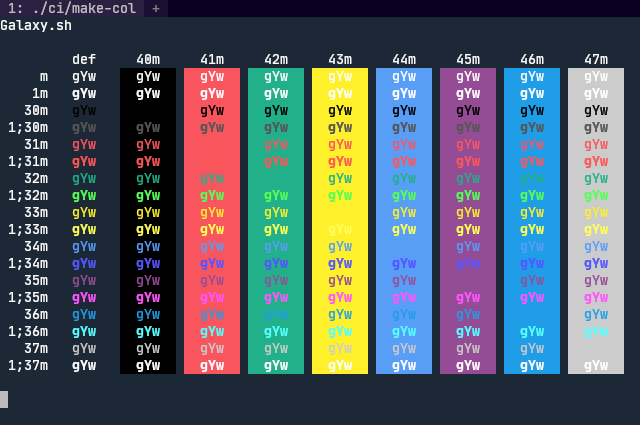 1: ./ci/make-col +
Galaxy.sh
def 40m 41m 42m 43m 44m 45m 46m 47m
m gYw gYw gYw gYw gYw gYw gYw gYw gYw
1m gYw gYw gYw gYw gYw gYw gYw gYw gYw
30m gYw gYw gYw gYw gYw gYw gYw gYw
1;30m gYw gYw gYw gYw gYw gYw gYw gYw gYw
31m gYw gYw gYw gYw gYw gYw gYw gYw
1;31m gYw gYw gYw gYw gYw gYw gYw gYw
32m gYw gYw gYw gYw gYw gYw gYw gYw
1;32m gYw gYw gYw gYw gYw gYw gYw gYw gYw
33m gYw gYw gYw gYw gYw gYw gYw gYw
1;33m gYw gYw gYw gYw gYw gYw gYw gYw gYw
34m gYw gYw gYw gYw gYw gYw gYw gYw
1;34m gYw gYw gYw gYw gYw gYw gYw gYw gYw
35m gYw gYw gYw gYw gYw gYw gYw gYw
1;35m gYw gYw gYw gYw gYw gYw gYw gYw gYw
36m gYw gYw gYw gYw gYw gYw gYw gYw
1;36m gYw gYw gYw gYw gYw gYw gYw gYw gYw
37m gYw gYw gYw gYw gYw gYw gYw gYw
1;37m gYw gYw gYw gYw gYw gYw gYw gYw gYw